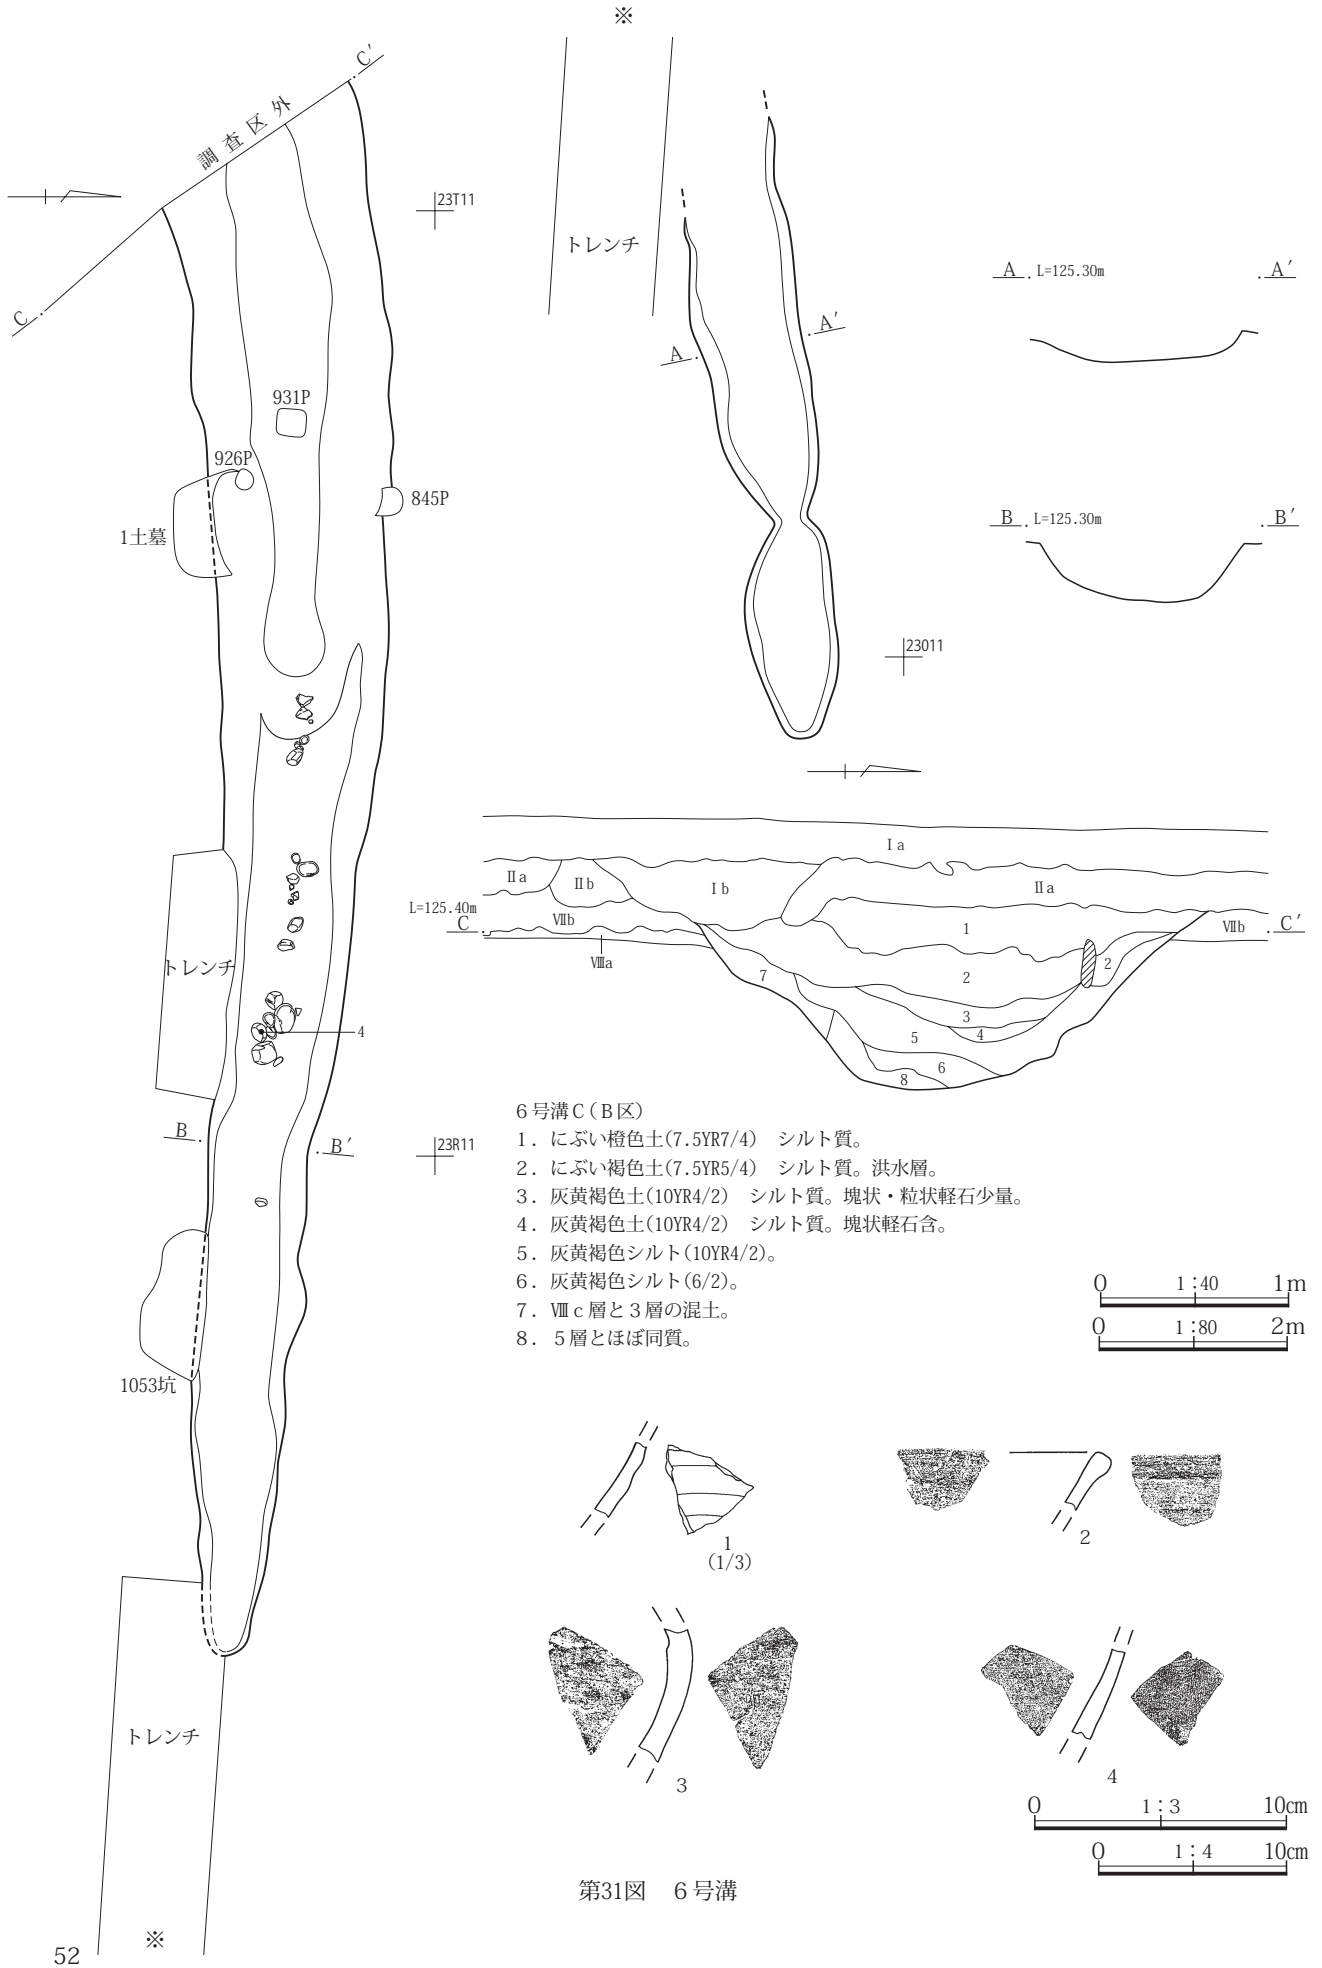 ※
C′
調査区外
C
23T11
トレンチ
A L=125.30m A′
A′
A
931P
926P
845P
1土墓
B L=125.30m B′
23O11
Ⅰa
Ⅱa
Ⅱb
Ⅰb
Ⅱa
L=125.40m
C
Ⅶb
1
Ⅶb
C′
Ⅷa
7
2
2
3
4
5
6
8
トレンチ
4
B
B′
23R11
6号溝C(B区)
1．にぶい橙色土(7.5YR7/4)　シルト質。
2．にぶい褐色土(7.5YR5/4)　シルト質。洪水層。
3．灰黄褐色土(10YR4/2)　シルト質。塊状・粒状軽石少量。
4．灰黄褐色土(10YR4/2)　シルト質。塊状軽石含。
5．灰黄褐色シルト(10YR4/2)。
6．灰黄褐色シルト(6/2)。
7．Ⅷc層と3層の混土。
8．5層とほぼ同質。
0 1：40 1m
0 1：80 2m
1053坑
1
(1/3)
2
3
4
トレンチ
0 1：3 10cm
0 1：4 10cm
第31図　6号溝
※
52